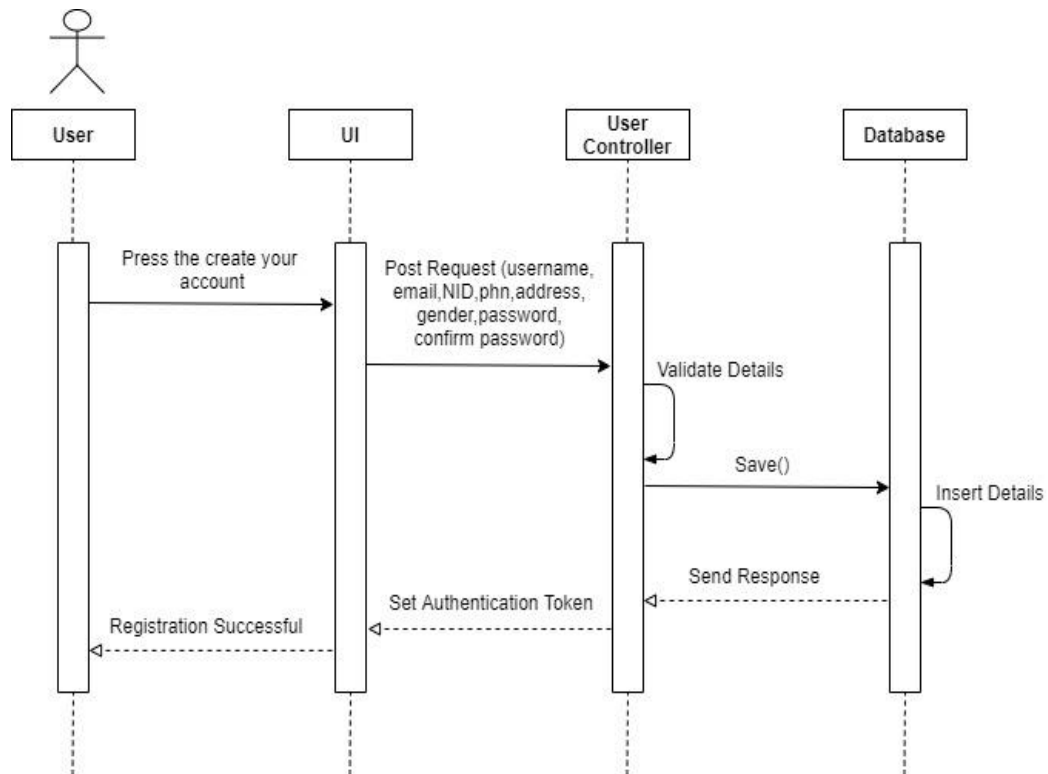 User
UI
User
Controller
Database
Press the create your
account
Post Request (username,
email,NID,phn,address,
gender,password,
confirm password)
Validate Details
Save()
Insert Details
Send Response
Set Authentication Token
Registration Successful